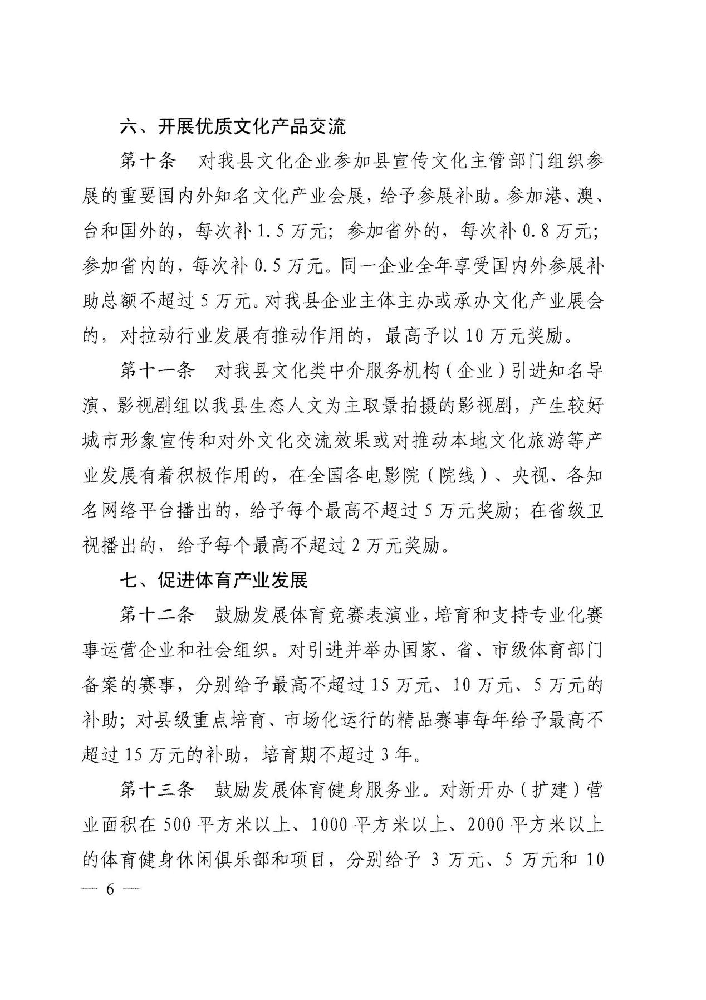 六、开展优质文化产品交流
第十条　对我县文化企业参加县宣传文化主管部门组织参
展的重要国内外知名文化产业会展，给予参展补助。参加港、澳、
台和国外的，每次补 1.5 万元；参加省外的，每次补 0.8 万元；
参加省内的，每次补 0.5 万元。同一企业全年享受国内外参展补
助总额不超过 5 万元。对我县企业主体主办或承办文化产业展会
的，对拉动行业发展有推动作用的，最高予以 10 万元奖励。
第十一条　对我县文化类中介服务机构（企业）引进知名导
演、影视剧组以我县生态人文为主取景拍摄的影视剧，产生较好
城市形象宣传和对外文化交流效果或对推动本地文化旅游等产
业发展有着积极作用的，在全国各电影院（院线）、央视、各知
名网络平台播出的，给予每个最高不超过 5 万元奖励；在省级卫
视播出的，给予每个最高不超过 2 万元奖励。
七、促进体育产业发展
第十二条　鼓励发展体育竞赛表演业，培育和支持专业化赛
事运营企业和社会组织。对引进并举办国家、省、市级体育部门
备案的赛事，分别给予最高不超过 15 万元、10 万元、5 万元的
补助；对县级重点培育、市场化运行的精品赛事每年给予最高不
超过 15 万元的补助，培育期不超过 3 年。
第十三条　鼓励发展体育健身服务业。对新开办（扩建）营
业面积在 500 平方米以上、1000 平方米以上、2000 平方米以上
的体育健身休闲俱乐部和项目，分别给予 3 万元、5 万元和 10
— 6 —